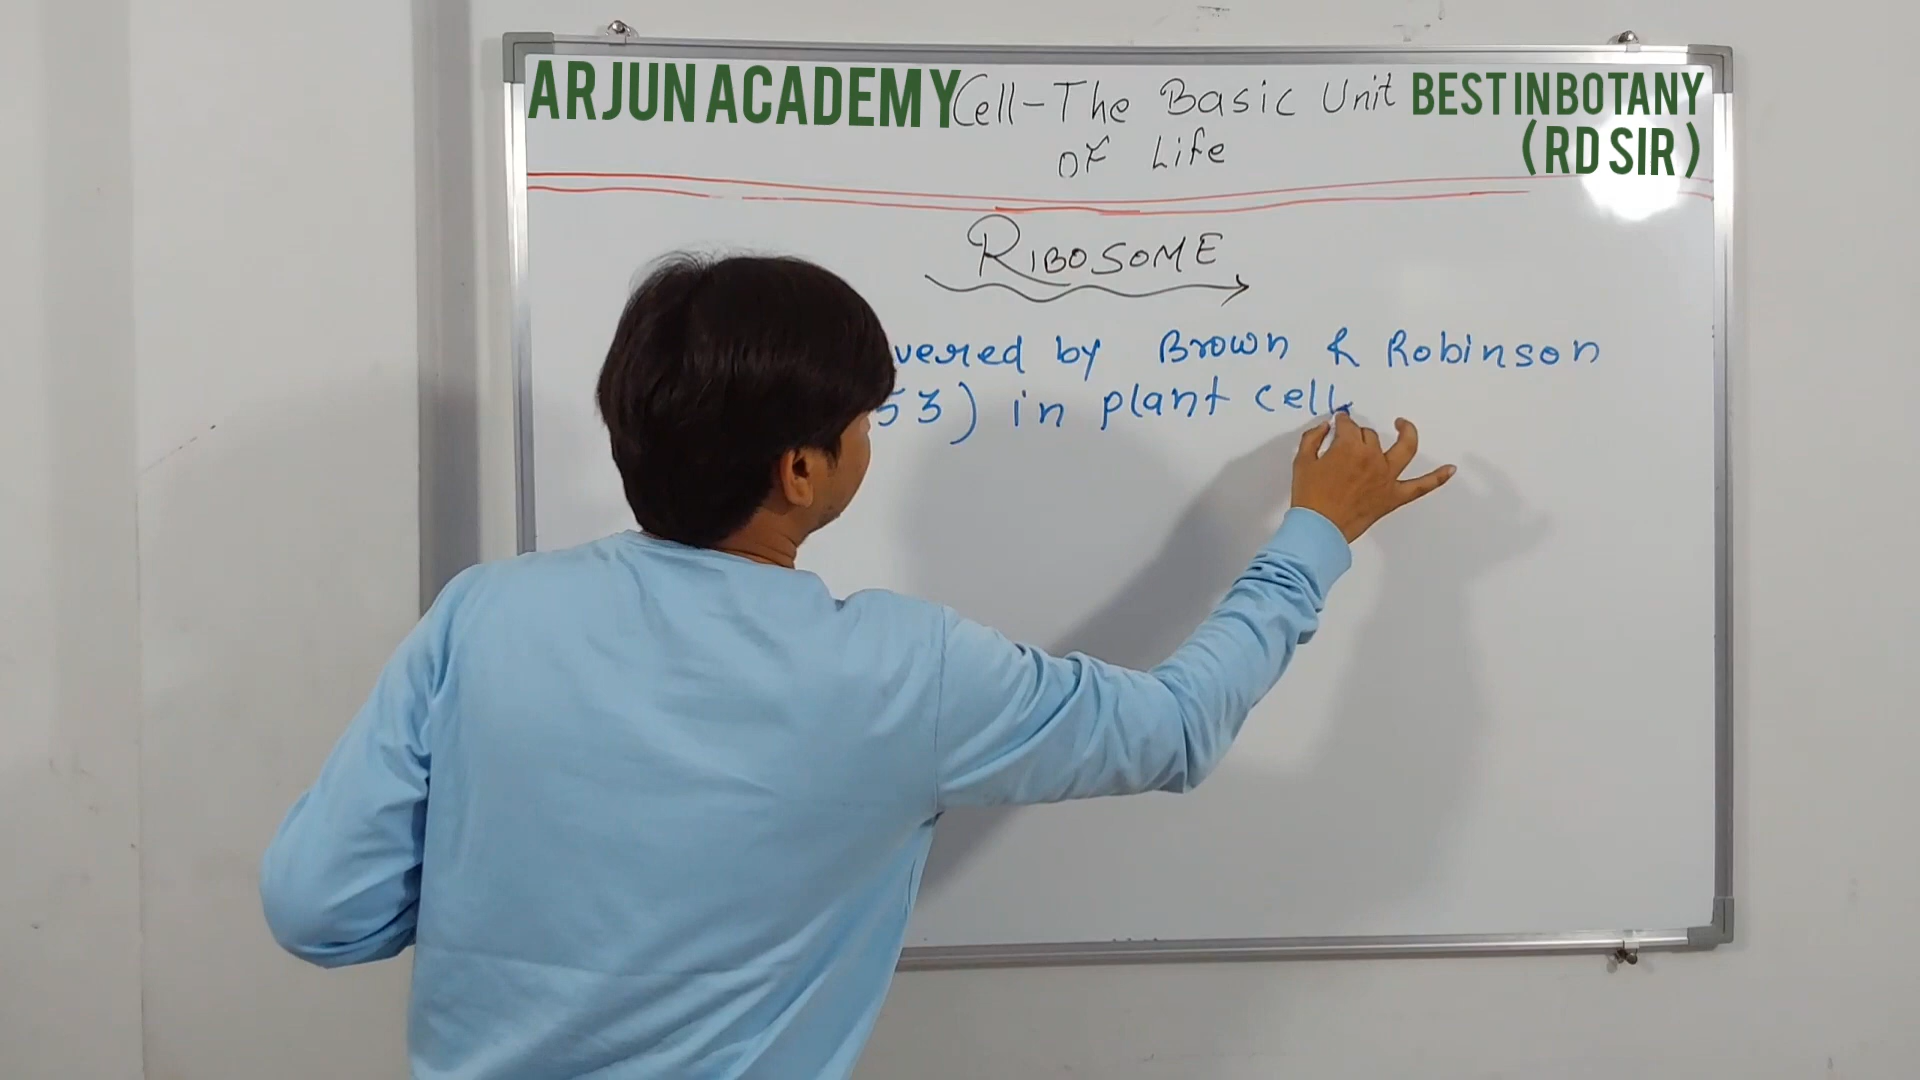 ARJUN ACADEMY
Cell-The Basic Unit
of Life
BEST IN BOTANY
(RD SIR)
RIBOSOME
vered by Brown & Robinson
53) in plant cell